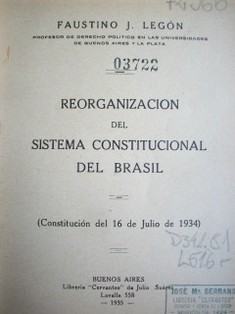 FAUSTINO J. LEGÓN
PROFESOR DE DERECHO POLITICO EN LAS UNIVERSIDADES
DE BUENOS AIRES Y LA PLATA
03722
REORGANIZACION
DEL
SISTEMA CONSTITUCIONAL
DEL BRASIL
(Constitución del 16 de Julio de 1934)
BUENOS AIRES
Librería "Cervantes" de Julio Suárez
Lavalle 558
1935
JOSE Mª SERRANO